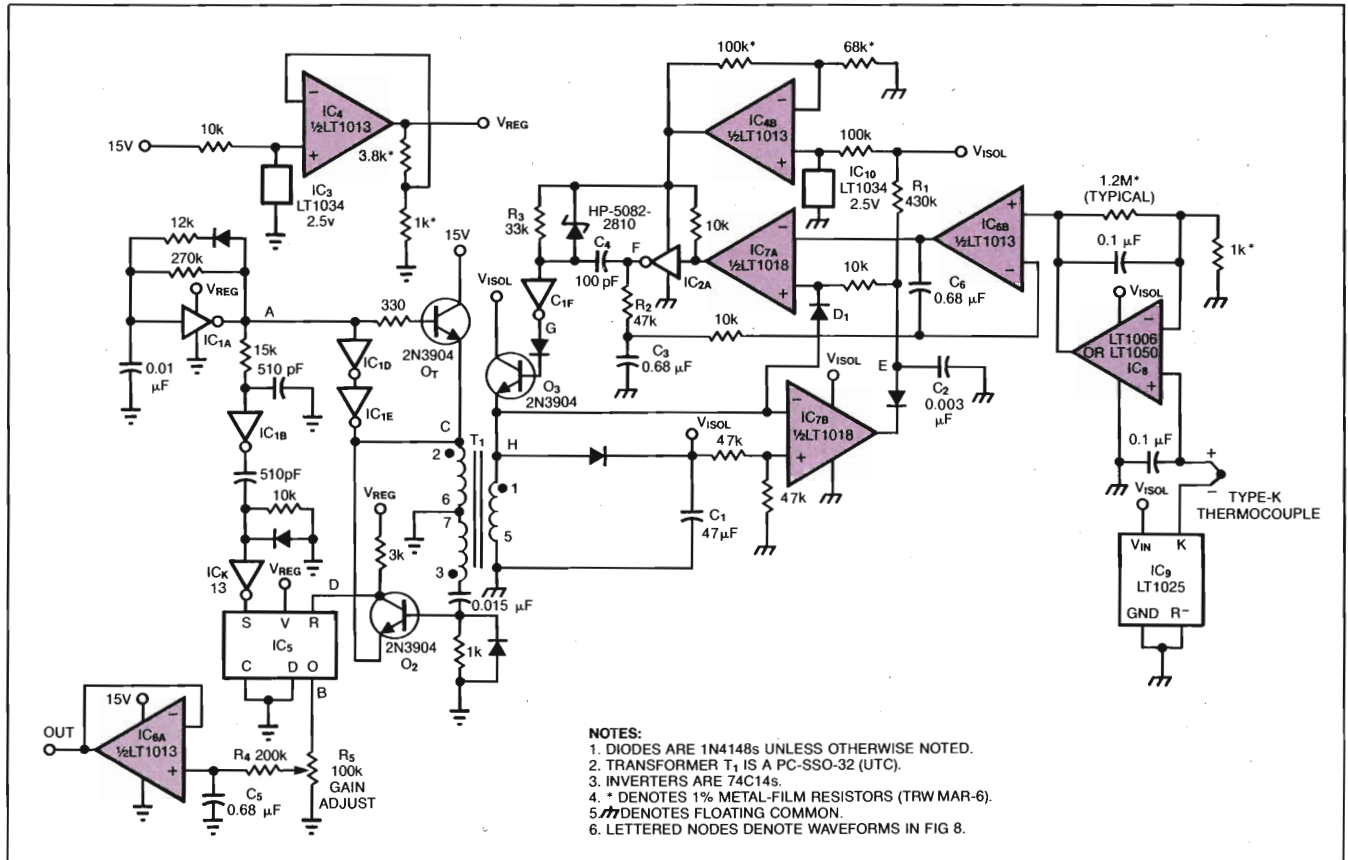 100k*
68k*
IC4
½LT1013
VREG
15V
10k
3.8k*
1k*
IC3
LT1034
2.5v
IC4B
½LT1013
100k
VISOL
IC10
LT1034
2.5V
R1
430k
12k
270k
VREG
IC1A
A
0.01
μF
15k
510 pF
IC1B
510pF
10k
ICK
13
VREG
S V R
IC5
C D O
B
D
15V
OUT
IC6A
½LT1013
R4 200k
C5
0.68 μF
R5
100k
GAIN
ADJUST
15V
330
2N3904
OT
IC1D
IC1E
C
T1
2
6
7
3
1
5
VREG
3k
0.015 μF
2N3904
O2
1k
R3
33k
HP-5082-
2810
C4
100 pF
F
10k
IC2A
C1F
G
VISOL
O3
2N3904
R2
47k
C3
0.68 μF
10k
H
IC7A
½LT1018
10k
D1
C6
0.68 μF
IC6B
½LT1013
1.2M*
(TYPICAL)
0.1 μF
1k*
VISOL
LT1006
OR LT1050
IC8
E
C2
0.003
μF
VISOL
IC7B
½LT1018
VISOL
47k
47k
C1
47μF
0.1 μF
VISOL
TYPE-K
THERMOCOUPLE
VIN K
IC9
LT1025
GND R−
NOTES:
1. DIODES ARE 1N4148s UNLESS OTHERWISE NOTED.
2. TRANSFORMER T1 IS A PC-SSO-32 (UTC).
3. INVERTERS ARE 74C14s.
4. * DENOTES 1% METAL-FILM RESISTORS (TRW MAR-6).
5. DENOTES FLOATING COMMON.
6. LETTERED NODES DENOTE WAVEFORMS IN FIG 8.